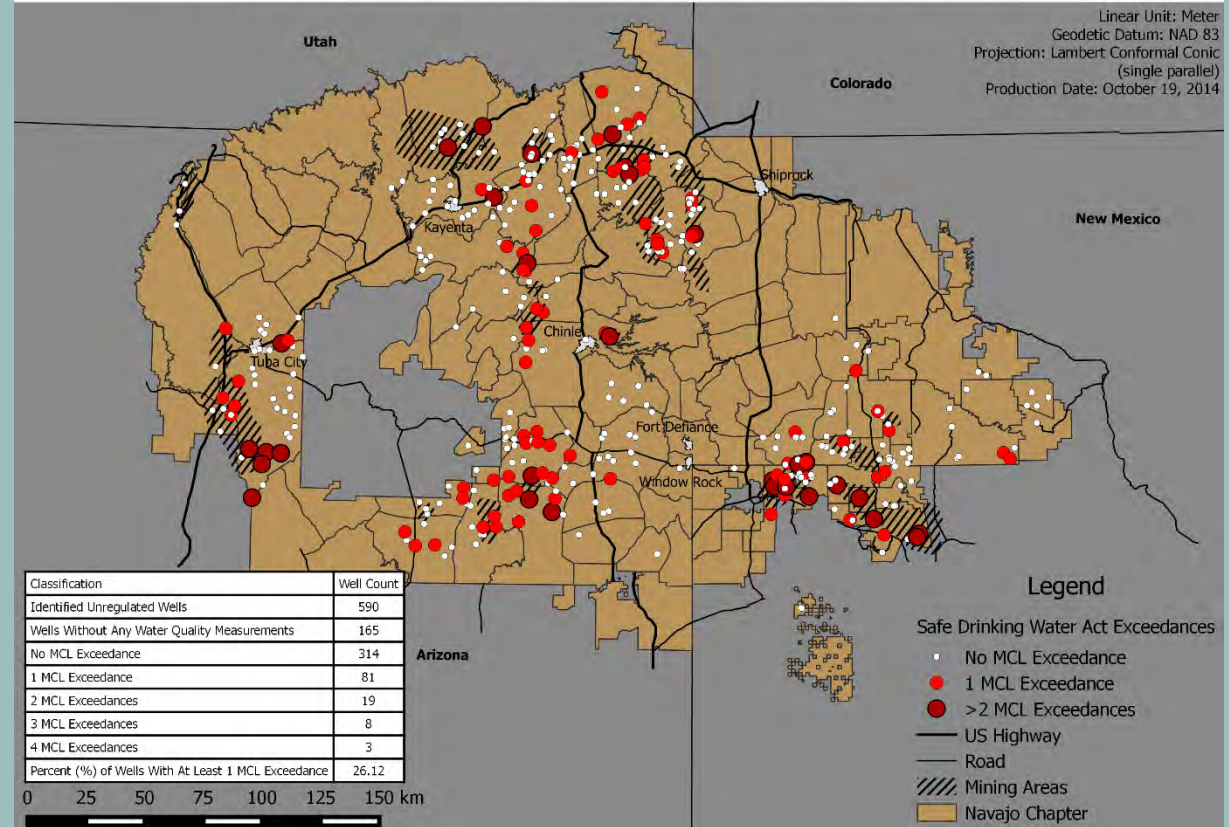 Linear Unit: Meter
Geodetic Datum: NAD 83
Projection: Lambert Conformal Conic
(single parallel)
Production Date: October 19, 2014
Utah
Colorado
Shiprock
New Mexico
Kayenta
Chinle
Tuba City
Fort Defiance
Window Rock
Arizona
Classification Well Count
Identified Unregulated Wells 590
Wells Without Any Water Quality Measurements 165
No MCL Exceedance 314
1 MCL Exceedance 81
2 MCL Exceedances 19
3 MCL Exceedances 8
4 MCL Exceedances 3
Percent (%) of Wells With At Least 1 MCL Exceedance 26.12
0 25 50 75 100 125 150 km
Legend
Safe Drinking Water Act Exceedances
No MCL Exceedance
1 MCL Exceedance
>2 MCL Exceedances
US Highway
Road
Mining Areas
Navajo Chapter